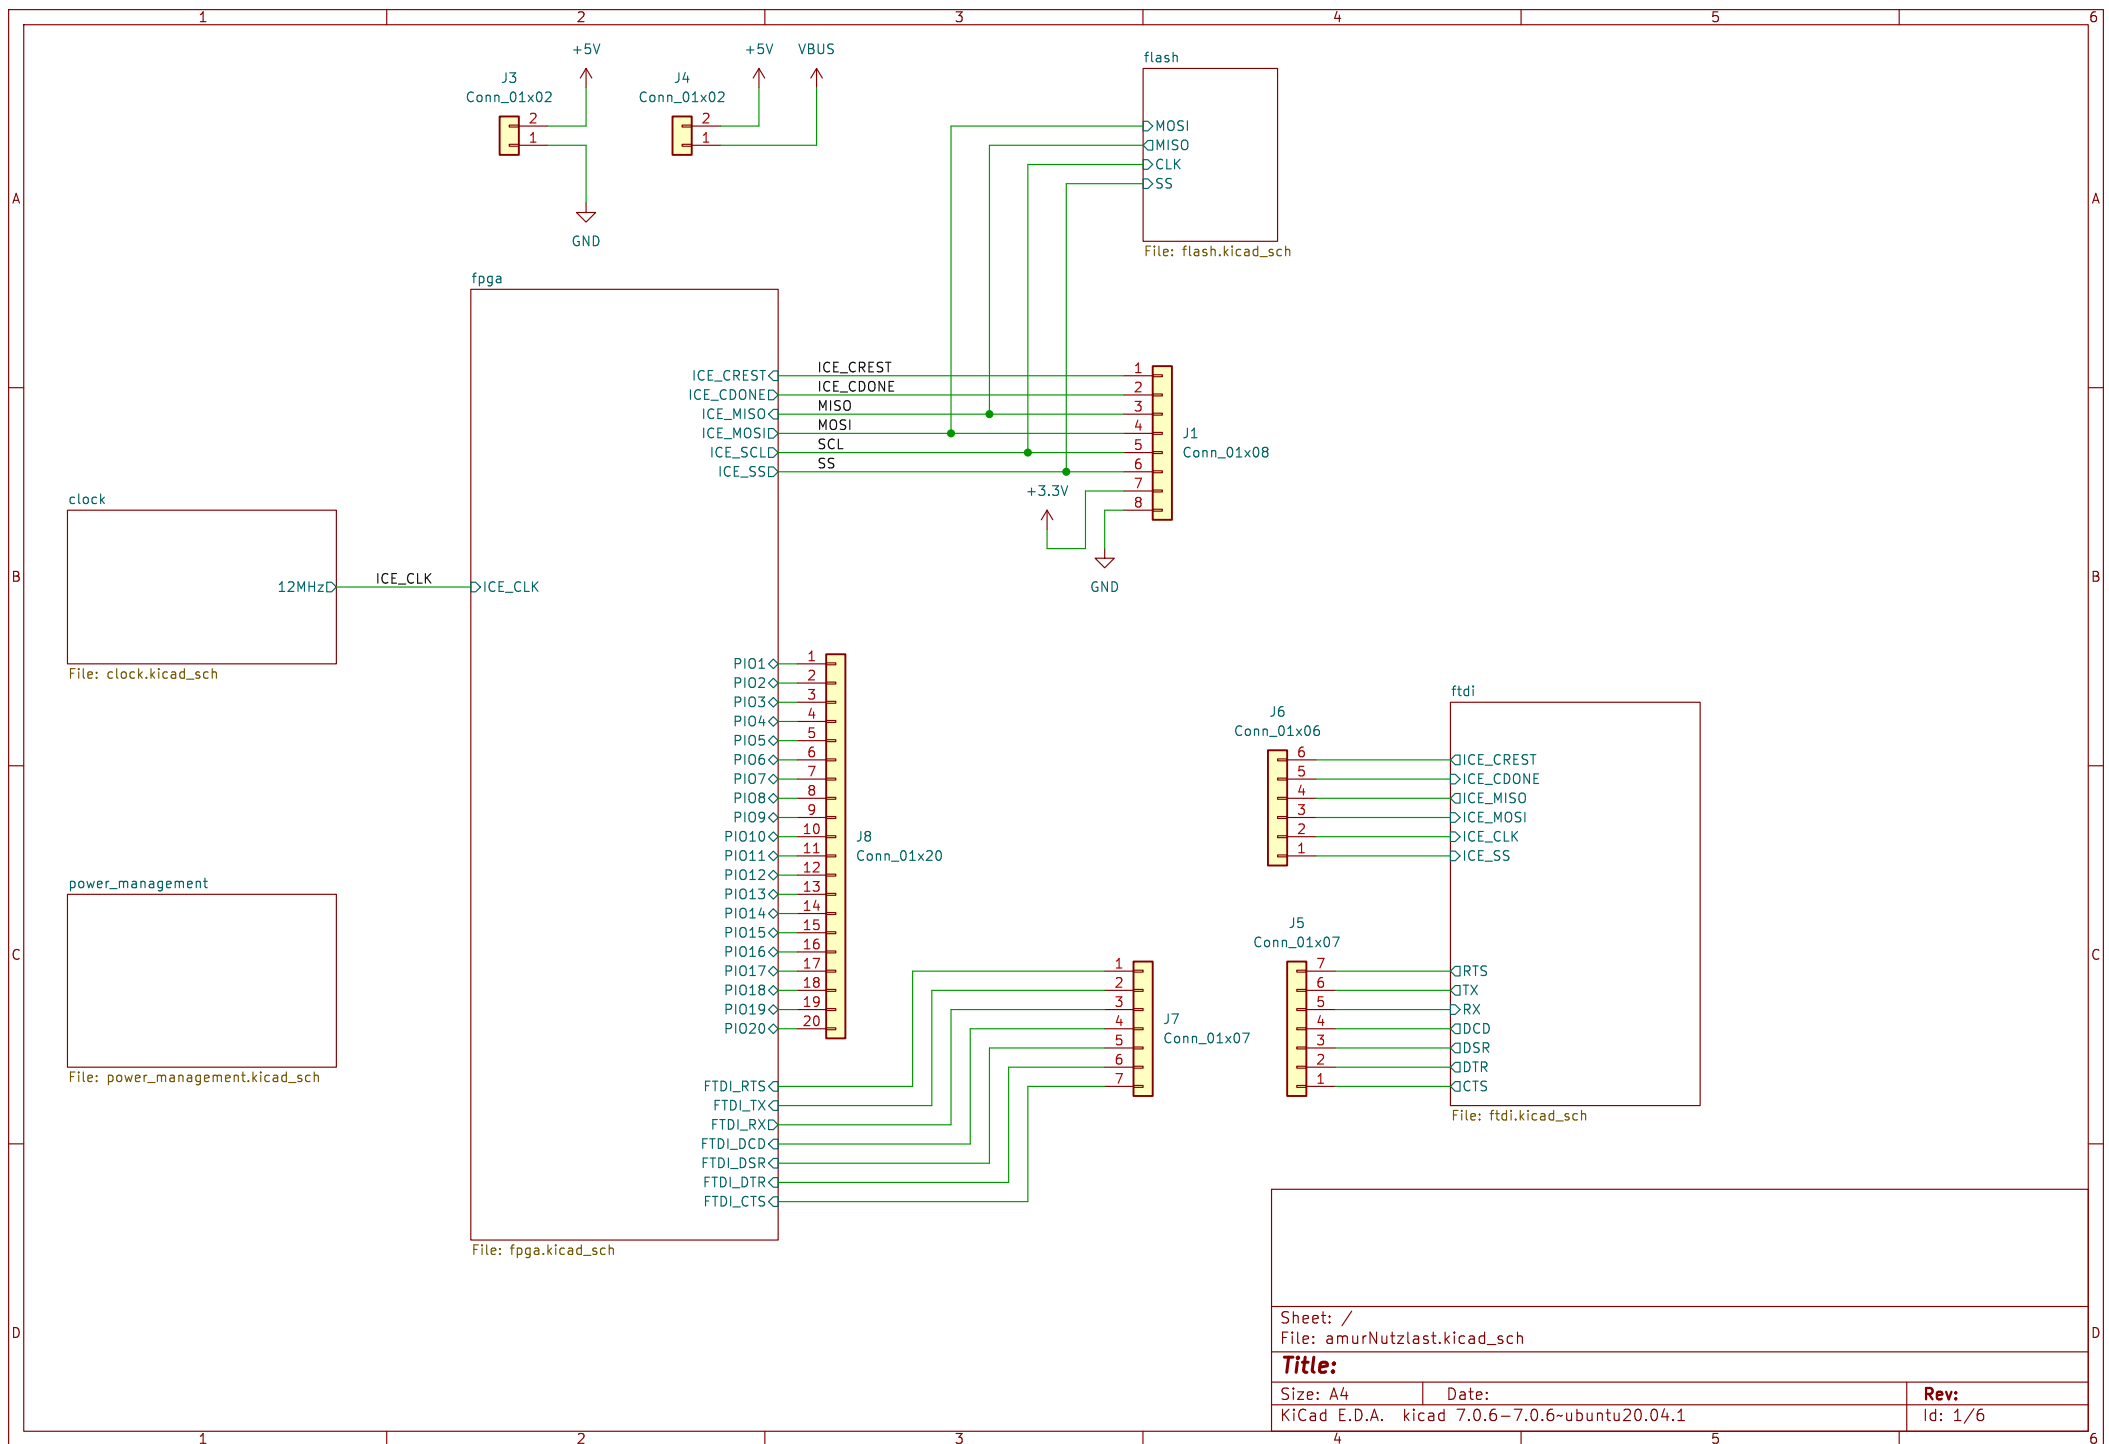 1 2 3 4 5 6
+5V +5V VBUS
J3
Conn_01x02
2
1
GND
J4
Conn_01x02
2
1
flash
MOSI
MISO
CLK
SS
File: flash.kicad_sch
A A
fpga
ICE_CREST ICE_CREST 1
ICE_CDONE ICE_CDONE 2
ICE_MISO MISO 3
ICE_MOSI MOSI 4
ICE_SCL SCL 5
ICE_SS SS 6
7
8
J1
Conn_01x08
+3.3V
GND
clock
12MHz ICE_CLK ICE_CLK
File: clock.kicad_sch
B B
PIO1 1
PIO2 2
PIO3 3
PIO4 4
PIO5 5
PIO6 6
PIO7 7
PIO8 8
PIO9 9
PIO10 10
PIO11 11
PIO12 12
PIO13 13
PIO14 14
PIO15 15
PIO16 16
PIO17 17
PIO18 18
PIO19 19
PIO20 20
J8
Conn_01x20
ftdi
J6
Conn_01x06
6 ICE_CREST
5 ICE_CDONE
4 ICE_MISO
3 ICE_MOSI
2 ICE_CLK
1 ICE_SS
power_management
File: power_management.kicad_sch
C C
J5
Conn_01x07
7 RTS
6 TX
5 RX
4 DCD
3 DSR
2 DTR
1 CTS
File: ftdi.kicad_sch
1
2
3
4
5
6
7
J7
Conn_01x07
FTDI_RTS
FTDI_TX
FTDI_RX
FTDI_DCD
FTDI_DSR
FTDI_DTR
FTDI_CTS
File: fpga.kicad_sch
D D
Sheet: /
File: amurNutzlast.kicad_sch
Title:
Size: A4 Date: Rev:
KiCad E.D.A. kicad 7.0.6-7.0.6~ubuntu20.04.1 Id: 1/6
1 2 3 4 5 6